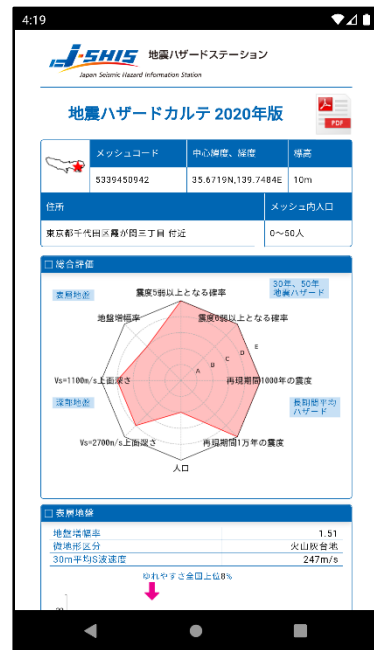 4:19
J-SHIS 地震ハザードステーション
Japan Seismic Hazard Information Station
地震ハザードカルテ 2020年版
PDF
メッシュコード 中心緯度、経度 標高
5339450942 35.6719N,139.7484E 10m
住所 メッシュ内人口
東京都千代田区霞が関三丁目 付近 0～50人
総合評価
30年、50年
地震ハザード
表層地盤
震度5弱以上となる確率
地盤増幅率
震度6弱以上となる確率
A B C D E
Vs=1100m/s上面深さ
再現期間1000年の震度
深部地盤
長期間平均
ハザード
Vs=2700m/s上面深さ
再現期間1万年の震度
人口
表層地盤
地盤増幅率 1.51
微地形区分 火山灰台地
30m平均S波速度 247m/s
ゆれやすさ全国上位8%